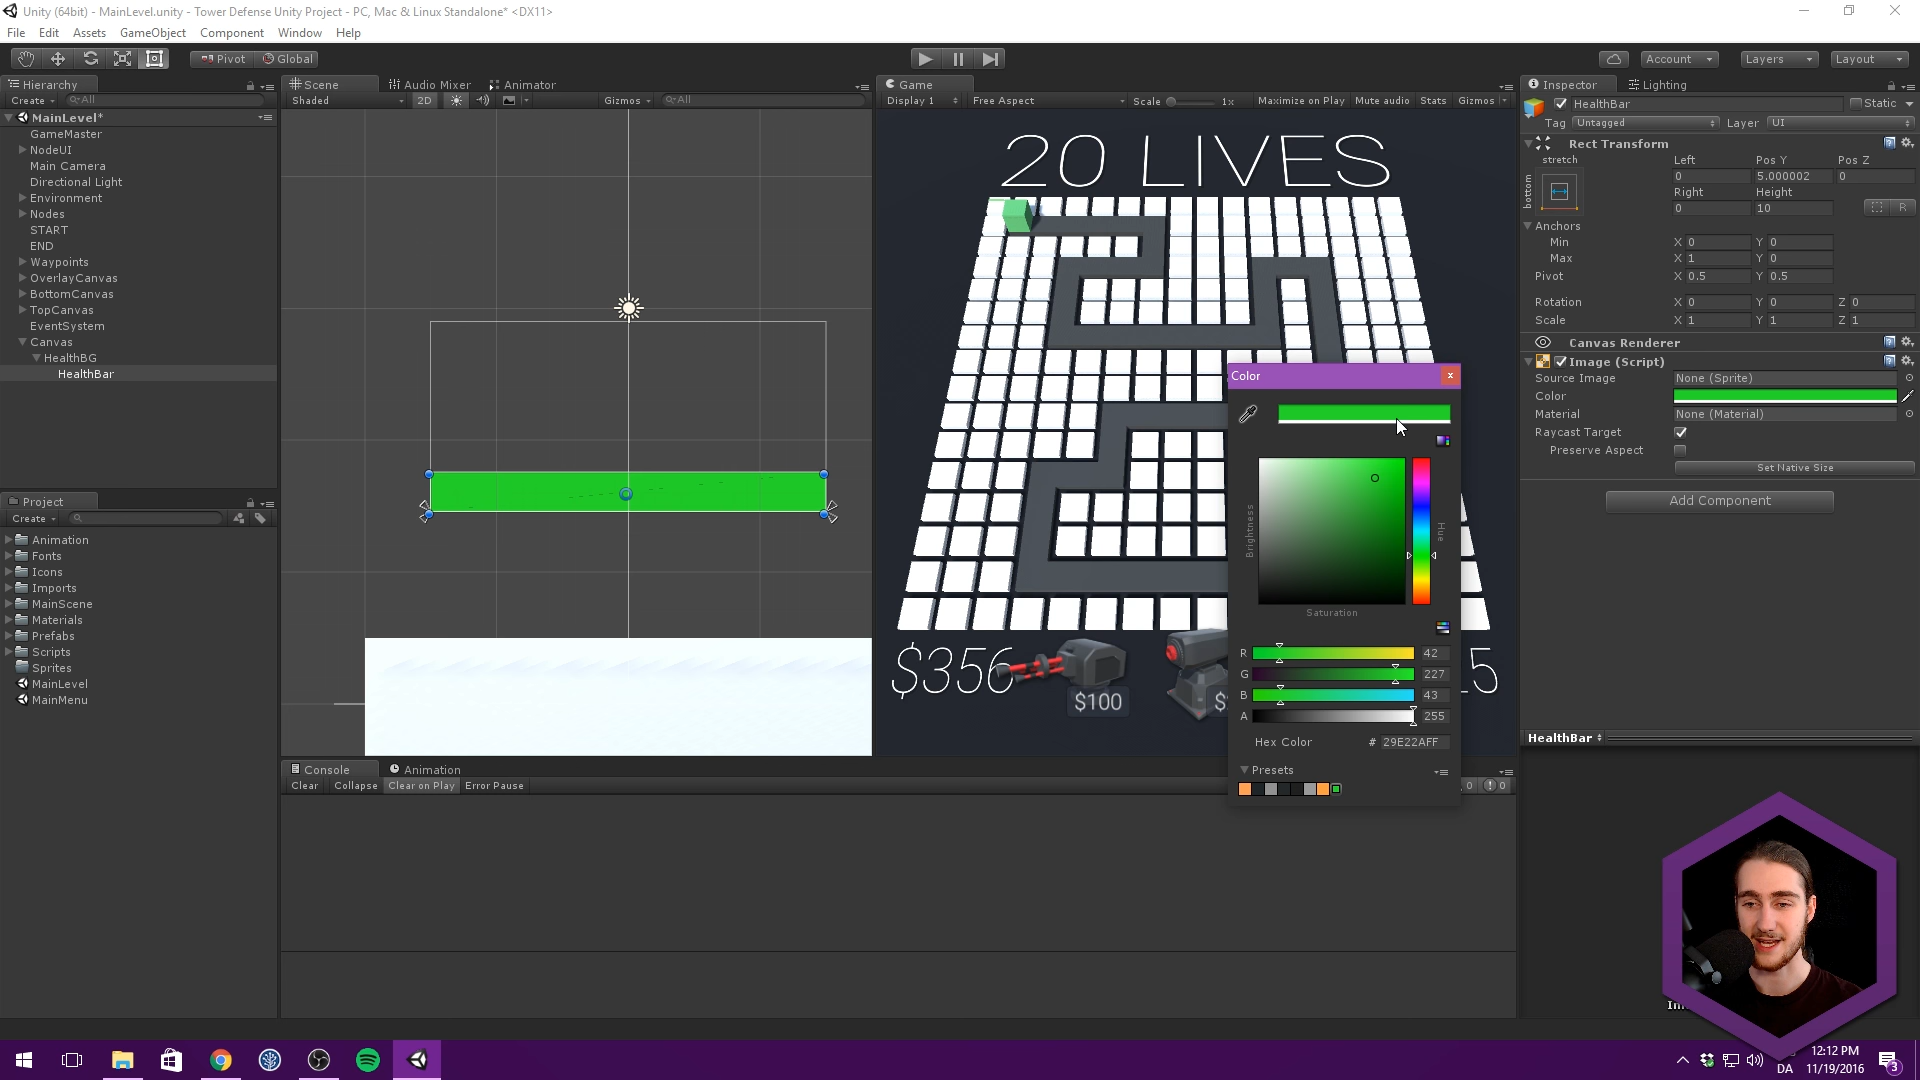 Unity (64bit) - MainLevel.unity - Tower Defense Unity Project - PC, Mac & Linux Standalone* <DX11>
File Edit Assets GameObject Component Window Help
Pivot Global Account Layers Layout
Hierarchy
Create All
MainLevel*
GameMaster
NodeUI
Main Camera
Directional Light
Environment
Nodes
START
END
Waypoints
OverlayCanvas
BottomCanvas
TopCanvas
EventSystem
Canvas
HealthBG
HealthBar
Project
Create
Animation
Fonts
Icons
Imports
MainScene
Materials
Prefabs
Scripts
Sprites
MainLevel
MainMenu
Scene Audio Mixer Animator
Shaded 2D Gizmos All
Game
Display 1 Free Aspect Scale 1x Maximize on Play Mute audio Stats Gizmos
20 LIVES
$356
$100
Color
Brightness
Hue
Saturation
R 42
G 227
B 43
A 255
Hex Color # 29E22AFF
Presets
Console Animation
Clear Collapse Clear on Play Error Pause
0 0
Inspector Lighting
HealthBar Static
Tag Untagged Layer UI
Rect Transform
stretch Left Pos Y Pos Z
bottom
0 5.000002 0
Right Height
0 10 R
Anchors
Min X 0 Y 0
Max X 1 Y 0
Pivot X 0.5 Y 0.5
Rotation X 0 Y 0 Z 0
Scale X 1 Y 1 Z 1
Canvas Renderer
Image (Script)
Source Image None (Sprite)
Color
Material None (Material)
Raycast Target
Preserve Aspect
Set Native Size
Add Component
HealthBar
12:12 PM
DA 11/19/2016
3